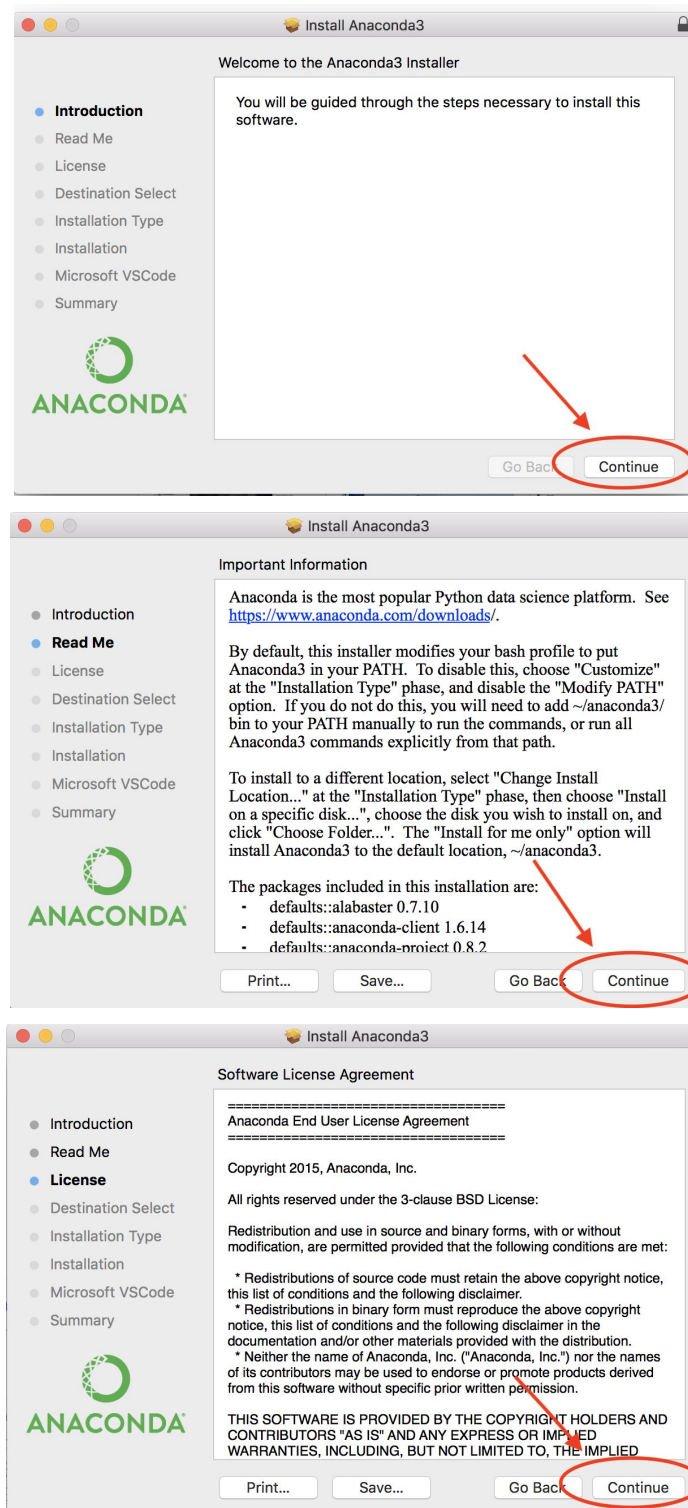 Install Anaconda3
Welcome to the Anaconda3 Installer
Introduction
Read Me
License
Destination Select
Installation Type
Installation
Microsoft VSCode
Summary
ANACONDA
You will be guided through the steps necessary to install this
software.
Go Back
Continue
Install Anaconda3
Important Information
Introduction
Read Me
License
Destination Select
Installation Type
Installation
Microsoft VSCode
Summary
ANACONDA
Anaconda is the most popular Python data science platform. See
https://www.anaconda.com/downloads/.
By default, this installer modifies your bash profile to put
Anaconda3 in your PATH. To disable this, choose "Customize"
at the "Installation Type" phase, and disable the "Modify PATH"
option. If you do not do this, you will need to add ~/anaconda3/
bin to your PATH manually to run the commands, or run all
Anaconda3 commands explicitly from that path.
To install to a different location, select "Change Install
Location..." at the "Installation Type" phase, then choose "Install
on a specific disk...", choose the disk you wish to install on, and
click "Choose Folder...". The "Install for me only" option will
install Anaconda3 to the default location, ~/anaconda3.
The packages included in this installation are:
- defaults::alabaster 0.7.10
- defaults::anaconda-client 1.6.14
- defaults::anaconda-project 0.8.2
Print...
Save...
Go Back
Continue
Install Anaconda3
Software License Agreement
Introduction
Read Me
License
Destination Select
Installation Type
Installation
Microsoft VSCode
Summary
ANACONDA
===================================
Anaconda End User License Agreement
===================================
Copyright 2015, Anaconda, Inc.
All rights reserved under the 3-clause BSD License:
Redistribution and use in source and binary forms, with or without
modification, are permitted provided that the following conditions are met:
* Redistributions of source code must retain the above copyright notice,
this list of conditions and the following disclaimer.
* Redistributions in binary form must reproduce the above copyright
notice, this list of conditions and the following disclaimer in the
documentation and/or other materials provided with the distribution.
* Neither the name of Anaconda, Inc. ("Anaconda, Inc.") nor the names
of its contributors may be used to endorse or promote products derived
from this software without specific prior written permission.
THIS SOFTWARE IS PROVIDED BY THE COPYRIGHT HOLDERS AND
CONTRIBUTORS "AS IS" AND ANY EXPRESS OR IMPLIED
WARRANTIES, INCLUDING, BUT NOT LIMITED TO, THE IMPLIED
Print...
Save...
Go Back
Continue